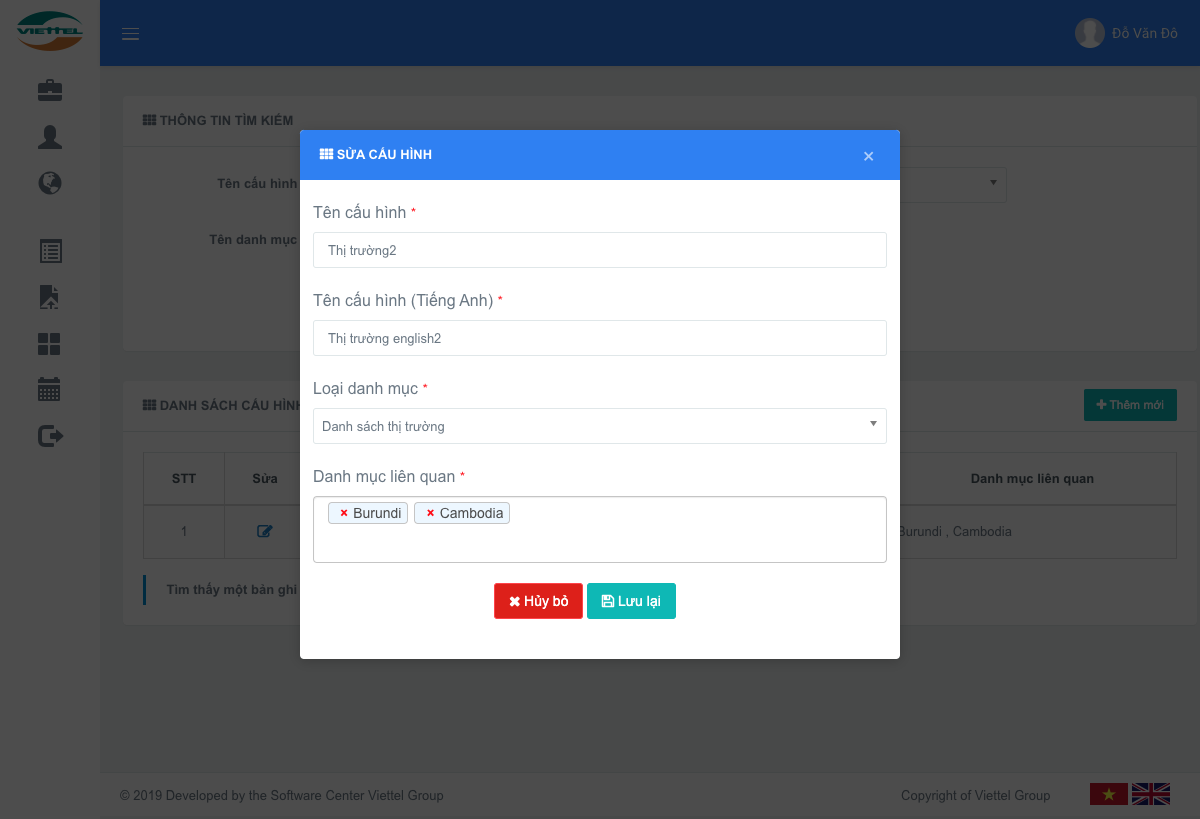 VIETTEL
Đỗ Văn Đô
THÔNG TIN TÌM KIẾM
SỬA CẤU HÌNH
×
Tên cấu hình
Tên danh mục
Tên cấu hình *
Thị trường2
Tên cấu hình (Tiếng Anh) *
Thị trường english2
Loại danh mục *
Danh sách thị trường
DANH SÁCH CẤU HÌNH
Thêm mới
Danh mục liên quan *
STT Sửa Danh mục liên quan
× Burundi × Cambodia
1 Burundi , Cambodia
Tìm thấy một bản ghi
Hủy bỏ Lưu lại
© 2019 Developed by the Software Center Viettel Group Copyright of Viettel Group